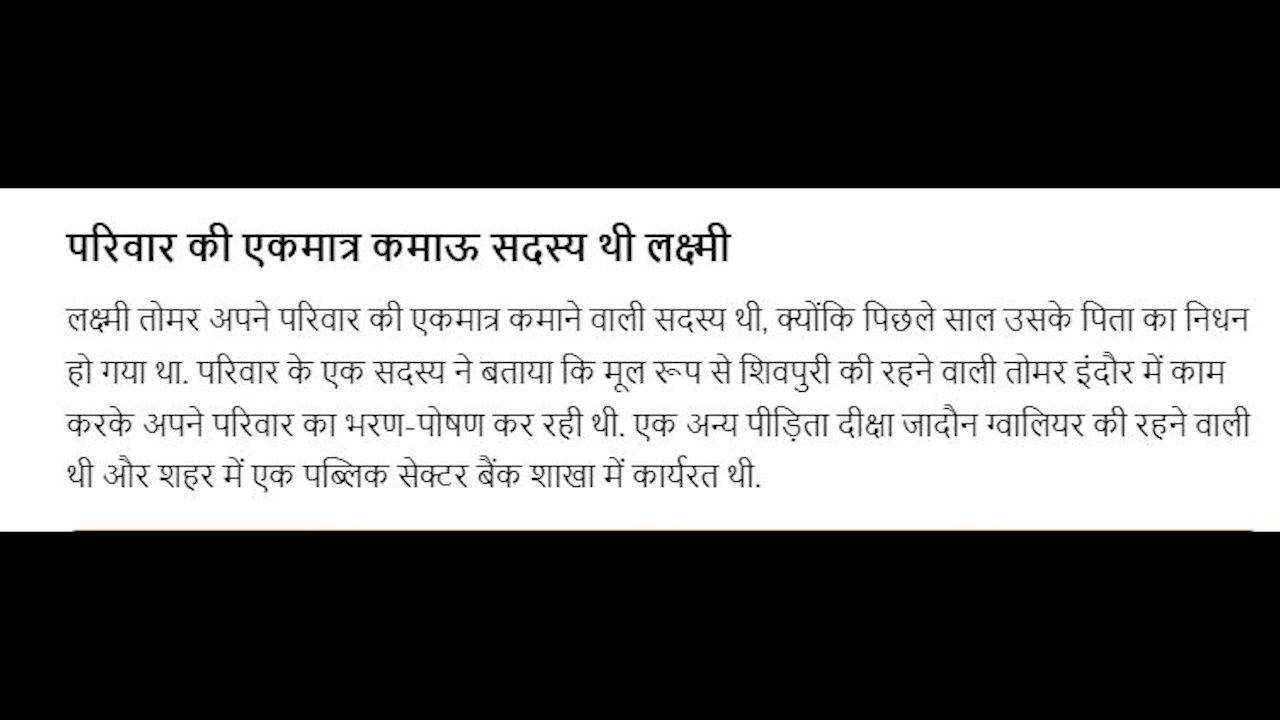 परिवार की एकमात्र कमाऊ सदस्य थी लक्ष्मी
लक्ष्मी तोमर अपने परिवार की एकमात्र कमाने वाली सदस्य थी, क्योंकि पिछले साल उसके पिता का निधन
हो गया था. परिवार के एक सदस्य ने बताया कि मूल रूप से शिवपुरी की रहने वाली तोमर इंदौर में काम
करके अपने परिवार का भरण-पोषण कर रही थी. एक अन्य पीड़िता दीक्षा जादौन ग्वालियर की रहने वाली
थी और शहर में एक पब्लिक सेक्टर बैंक शाखा में कार्यरत थी.